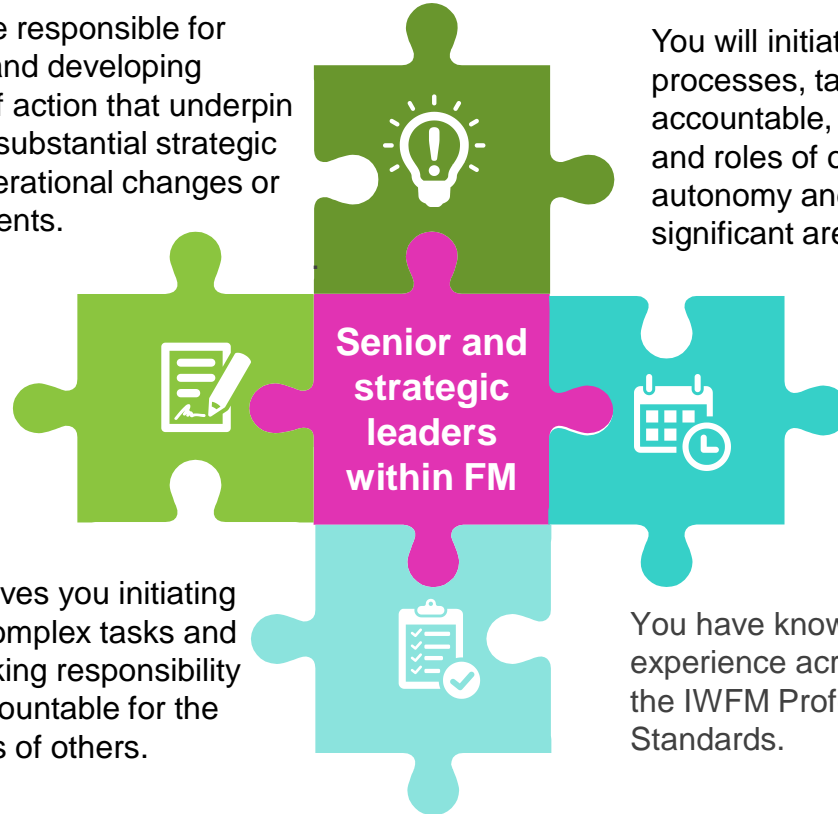 e responsible for
and developing
f action that underpin
substantial strategic
erational changes or
ents.
You will initiat
processes, ta
accountable,
and roles of o
autonomy and
significant are
Senior and
strategic
leaders
within FM
ves you initiating
omplex tasks and
king responsibility
ountable for the
s of others.
You have know
experience acr
the IWFM Prof
Standards.